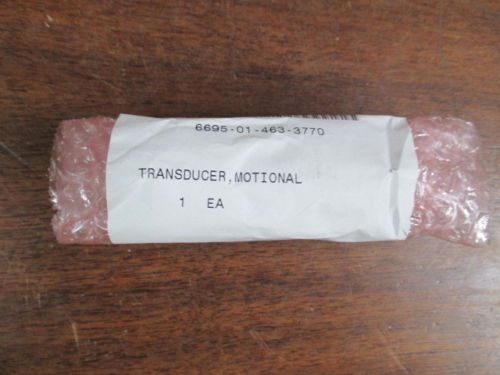 6695-01-463-3770
TRANSDUCER,MOTIONAL
1 EA